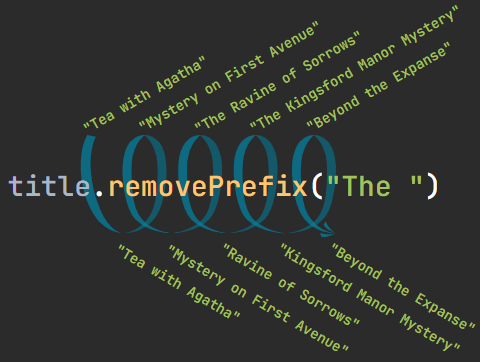 "Tea with Agatha"
"Mystery on First Avenue"
"The Ravine of Sorrows"
"The Kingsford Manor Mystery"
"Beyond the Expanse"
title.removePrefix("The ")
"Tea with Agatha"
"Mystery on First Avenue"
"Ravine of Sorrows"
"Kingsford Manor Mystery"
"Beyond the Expanse"